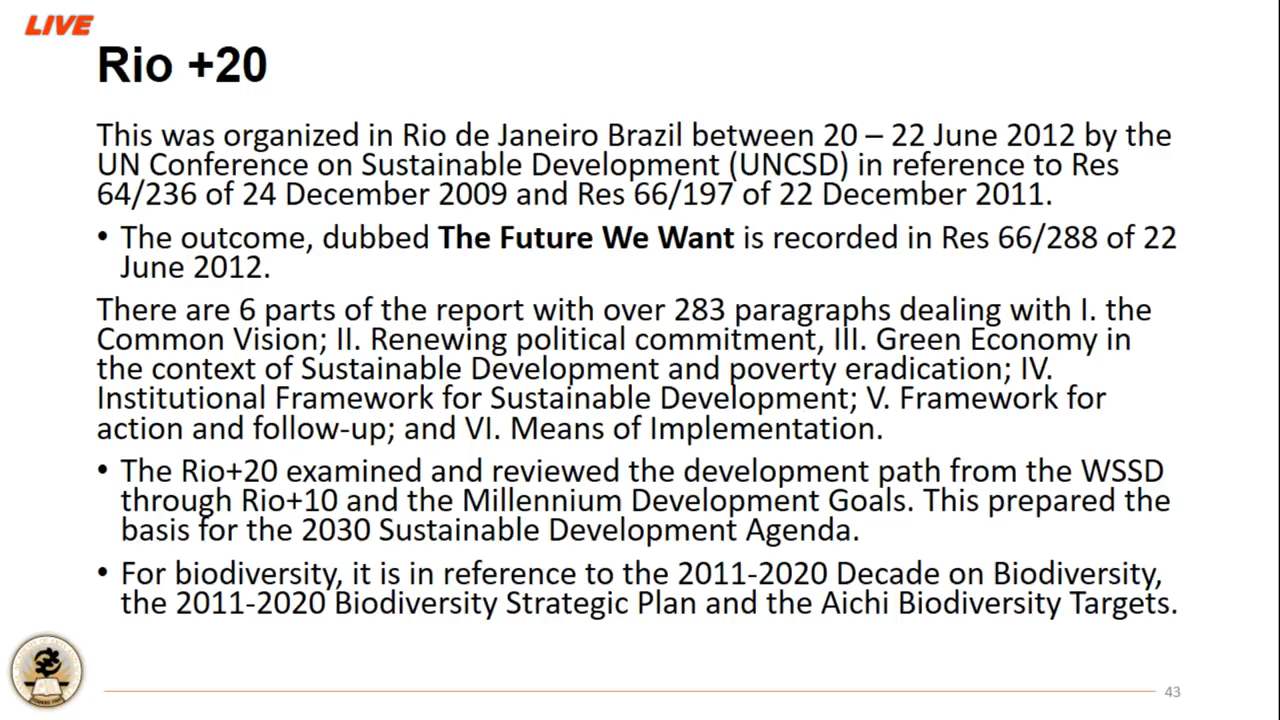 LIVE
Rio +20
This was organized in Rio de Janeiro Brazil between 20 – 22 June 2012 by the
UN Conference on Sustainable Development (UNCSD) in reference to Res
64/236 of 24 December 2009 and Res 66/197 of 22 December 2011.
• The outcome, dubbed The Future We Want is recorded in Res 66/288 of 22
June 2012.
There are 6 parts of the report with over 283 paragraphs dealing with I. the
Common Vision; II. Renewing political commitment, III. Green Economy in
the context of Sustainable Development and poverty eradication; IV.
Institutional Framework for Sustainable Development; V. Framework for
action and follow-up; and VI. Means of Implementation.
• The Rio+20 examined and reviewed the development path from the WSSD
through Rio+10 and the Millennium Development Goals. This prepared the
basis for the 2030 Sustainable Development Agenda.
• For biodiversity, it is in reference to the 2011-2020 Decade on Biodiversity,
the 2011-2020 Biodiversity Strategic Plan and the Aichi Biodiversity Targets.
43